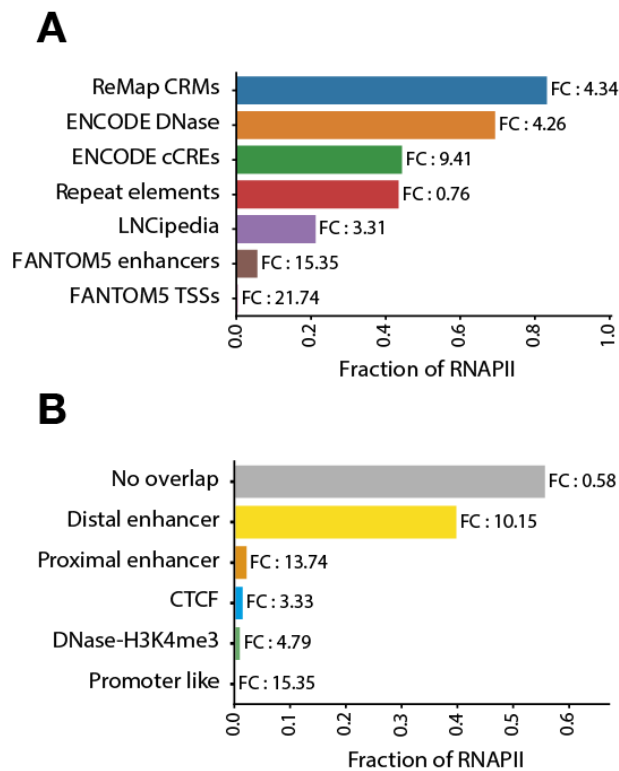 A
ReMap CRMs FC : 4.34
ENCODE DNase FC : 4.26
ENCODE cCREs FC : 9.41
Repeat elements FC : 0.76
LNCipedia FC : 3.31
FANTOM5 enhancers FC : 15.35
FANTOM5 TSSs FC : 21.74
0.0 0.2 0.4 0.6 0.8 1.0
Fraction of RNAPII
B
No overlap FC : 0.58
Distal enhancer FC : 10.15
Proximal enhancer FC : 13.74
CTCF FC : 3.33
DNase-H3K4me3 FC : 4.79
Promoter like FC : 15.35
0.0 0.1 0.2 0.3 0.4 0.5 0.6
Fraction of RNAPII